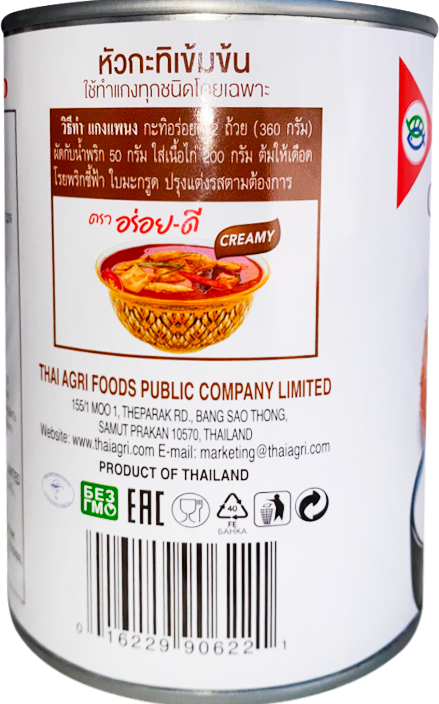 หัวกะทิเข้มข้น
ใช้ทำแกงทุกชนิดโดยเฉพาะ
วิธีทำ แกงแพนง กะทิอร่อยดี 2 ถ้วย (360 กรัม)
ผัดกับน้ำพริก 50 กรัม ใส่เนื้อไก่ 200 กรัม ต้มให้เดือด
โรยพริกชี้ฟ้า ใบมะกรูด ปรุงแต่งรสตามต้องการ
ตรา อร่อย-ดี
CREAMY
THAI AGRI FOODS PUBLIC COMPANY LIMITED
155/1 MOO 1, THEPARAK RD., BANG SAO THONG,
SAMUT PRAKAN 10570, THAILAND
Website: www.thaiagri.com E-mail: marketing@thaiagri.com
PRODUCT OF THAILAND
БЕЗ
ГМО
EAC
40
FE
БАНКА
0 16229 90622 1